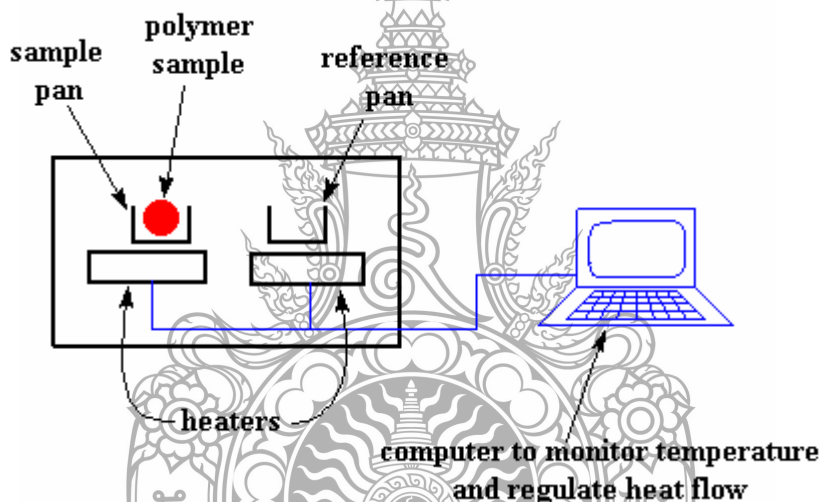 sample
pan
polymer
sample
reference
pan
heaters
computer to monitor temperature
and regulate heat flow